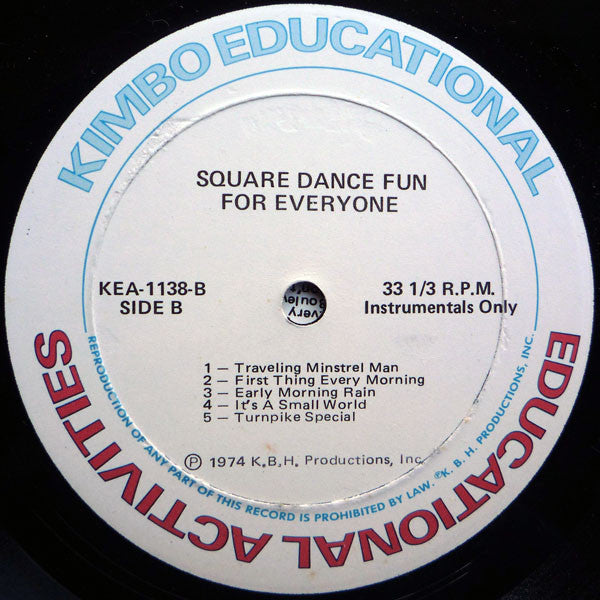 KIMBO EDUCATIONAL
SQUARE DANCE FUN
FOR EVERYONE
KEA-1138-B
SIDE B
33 1/3 R.P.M.
Instrumentals Only
1 — Traveling Minstrel Man
2 — First Thing Every Morning
3 — Early Morning Rain
4 — It's A Small World
5 — Turnpike Special
Ⓟ 1974 K.B.H. Productions, Inc.
REPRODUCTION OF ANY PART OF THIS RECORD IS PROHIBITED BY LAW. ©K. B. H. PRODUCTIONS, INC.
EDUCATIONAL ACTIVITIES